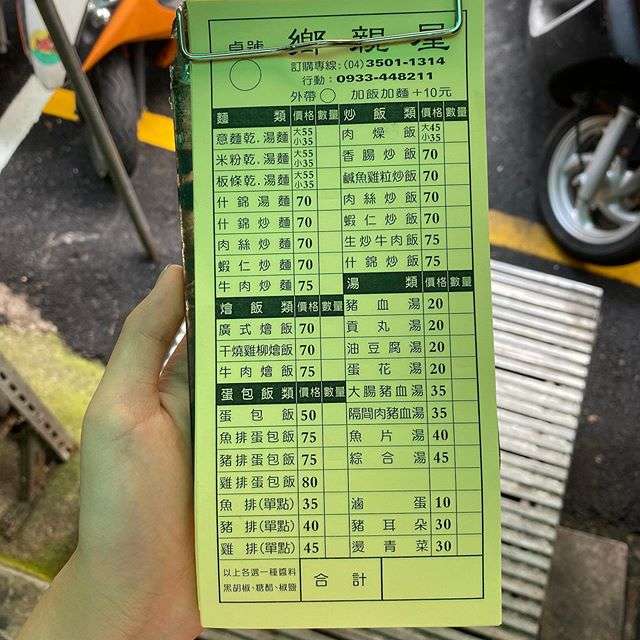 桌號 鄉親屋
訂購專線:(04)3501-1314
行動:0933-448211
外帶○ 加飯加麵+10元
麵類 價格 數量 炒飯類 價格 數量
意麵乾.湯麵 大55 小35 肉燥飯 大45 小35
米粉乾.湯麵 大55 小35 香腸炒飯 70
板條乾.湯麵 大55 小35 鹹魚雞粒炒飯 70
什錦湯麵 70 肉絲炒飯 70
什錦炒麵 70 蝦仁炒飯 70
肉絲炒麵 70 生炒牛肉飯 75
蝦仁炒麵 70 什錦炒飯 75
牛肉炒麵 75 湯類 價格 數量
燴飯類 價格 數量 豬血湯 20
廣式燴飯 70 貢丸湯 20
干燒雞柳燴飯 70 油豆腐湯 20
牛肉燴飯 75 蛋花湯 20
蛋包飯類 價格 數量 大腸豬血湯 35
蛋包飯 50 隔間肉豬血湯 35
魚排蛋包飯 75 魚片湯 40
豬排蛋包飯 75 綜合湯 45
雞排蛋包飯 80
魚排(單點) 35 滷蛋 10
豬排(單點) 40 豬耳朵 30
雞排(單點) 45 燙青菜 30
以上各選一種醬料
黑胡椒、糖醋、椒鹽 合計